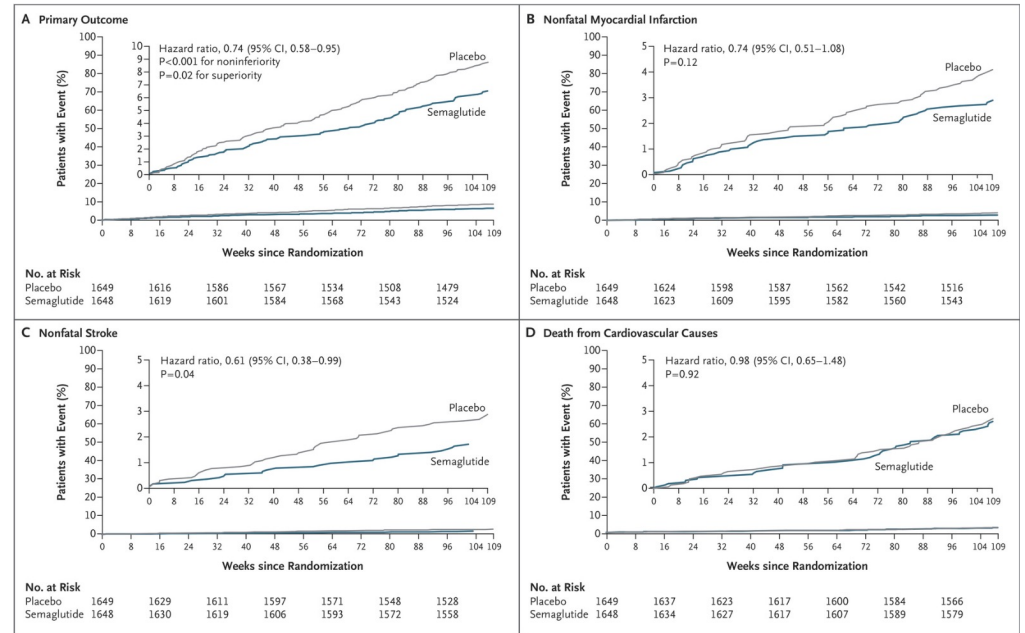 A Primary Outcome
Patients with Event (%)
100
90
80
70
60
50
40
30
20
10
0
10
9
8
7
6
5
4
3
2
1
0
Hazard ratio, 0.74 (95% CI, 0.58–0.95)
P<0.001 for noninferiority
P=0.02 for superiority
Placebo
Semaglutide
0 8 16 24 32 40 48 56 64 72 80 88 96 104 109
0 8 16 24 32 40 48 56 64 72 80 88 96 104 109
Weeks since Randomization
No. at Risk
Placebo 1649 1616 1586 1567 1534 1508 1479
Semaglutide 1648 1619 1601 1584 1568 1543 1524
B Nonfatal Myocardial Infarction
Patients with Event (%)
100
90
80
70
60
50
40
30
20
10
0
5
4
3
2
1
0
Hazard ratio, 0.74 (95% CI, 0.51–1.08)
P=0.12
Placebo
Semaglutide
0 8 16 24 32 40 48 56 64 72 80 88 96 104 109
0 8 16 24 32 40 48 56 64 72 80 88 96 104 109
Weeks since Randomization
No. at Risk
Placebo 1649 1624 1598 1587 1562 1542 1516
Semaglutide 1648 1623 1609 1595 1582 1560 1543
C Nonfatal Stroke
Patients with Event (%)
100
90
80
70
60
50
40
30
20
10
0
5
4
3
2
1
0
Hazard ratio, 0.61 (95% CI, 0.38–0.99)
P=0.04
Placebo
Semaglutide
0 8 16 24 32 40 48 56 64 72 80 88 96 104 109
0 8 16 24 32 40 48 56 64 72 80 88 96 104 109
Weeks since Randomization
No. at Risk
Placebo 1649 1629 1611 1597 1571 1548 1528
Semaglutide 1648 1630 1619 1606 1593 1572 1558
D Death from Cardiovascular Causes
Patients with Event (%)
100
90
80
70
60
50
40
30
20
10
0
5
4
3
2
1
0
Hazard ratio, 0.98 (95% CI, 0.65–1.48)
P=0.92
Placebo
Semaglutide
0 8 16 24 32 40 48 56 64 72 80 88 96 104 109
0 8 16 24 32 40 48 56 64 72 80 88 96 104 109
Weeks since Randomization
No. at Risk
Placebo 1649 1637 1623 1617 1600 1584 1566
Semaglutide 1648 1634 1627 1617 1607 1589 1579